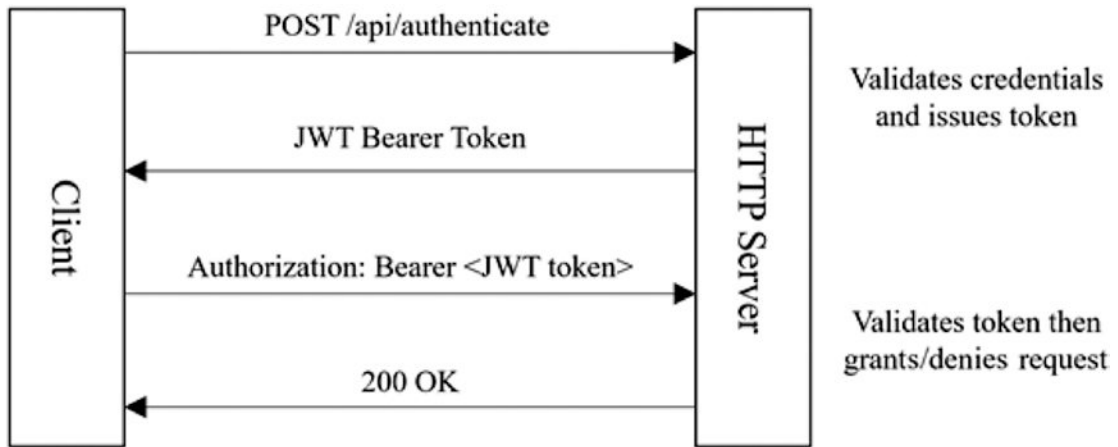 POST /api/authenticate
Validates credentials
and issues token
JWT Bearer Token
Client
HTTP Server
Authorization: Bearer <JWT token>
Validates token then
grants/denies request
200 OK